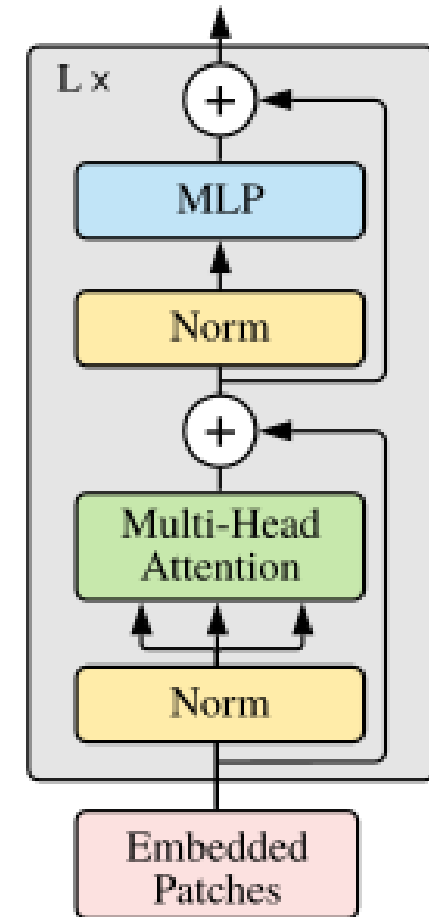 L ×
+
MLP
Norm
+
Multi-Head
Attention
Norm
Embedded
Patches